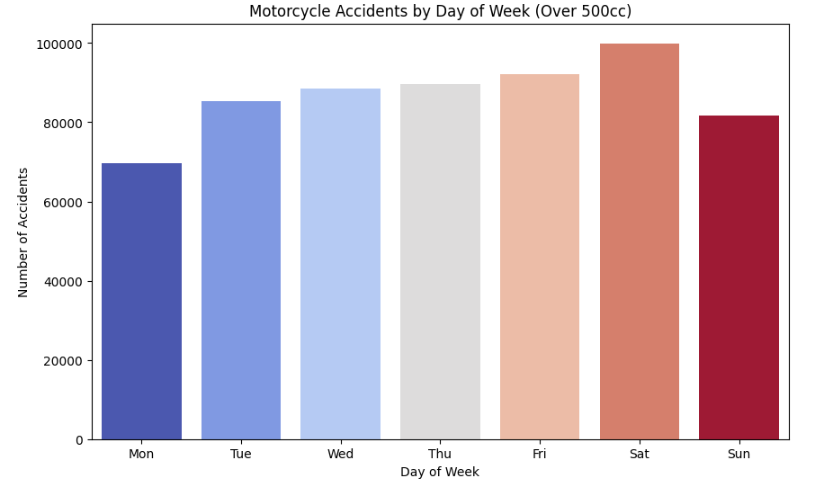 Motorcycle Accidents by Day of Week (Over 500cc)
Number of Accidents
100000
80000
60000
40000
20000
0
Mon Tue Wed Thu Fri Sat Sun
Day of Week